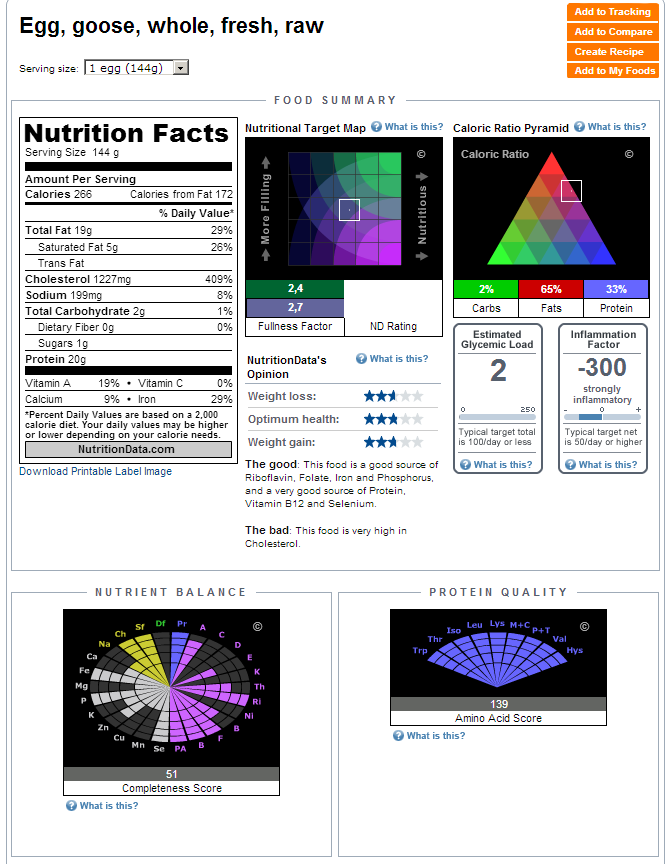 Egg, goose, whole, fresh, raw
Add to Tracking
Add to Compare
Create Recipe
Add to My Foods
Serving size: 1 egg (144g)
FOOD SUMMARY
Nutrition Facts
Serving Size 144 g
Amount Per Serving
Calories 266 Calories from Fat 172
% Daily Value*
Total Fat 19g 29%
Saturated Fat 5g 26%
Trans Fat
Cholesterol 1227mg 409%
Sodium 199mg 8%
Total Carbohydrate 2g 1%
Dietary Fiber 0g 0%
Sugars 1g
Protein 20g
Vitamin A 19% • Vitamin C 0%
Calcium 9% • Iron 29%
*Percent Daily Values are based on a 2,000
calorie diet. Your daily values may be higher
or lower depending on your calorie needs.
NutritionData.com
Download Printable Label Image
Nutritional Target Map ? What is this?
©
More Filling
Nutritious
2,4
2,7
Fullness Factor ND Rating
NutritionData's
Opinion
? What is this?
Weight loss:
Optimum health:
Weight gain:
The good: This food is a good source of
Riboflavin, Folate, Iron and Phosphorus,
and a very good source of Protein,
Vitamin B12 and Selenium.
The bad: This food is very high in
Cholesterol.
Caloric Ratio Pyramid ? What is this?
Caloric Ratio ©
2% 65% 33%
Carbs Fats Protein
Estimated
Glycemic Load
2
0 250
Typical target total
is 100/day or less
? What is this?
Inflammation
Factor
-300
strongly
inflammatory
- 0 +
Typical target net
is 50/day or higher
? What is this?
NUTRIENT BALANCE
©
Df
Pr
A
C
D
E
K
Th
Ri
Ni
B
F
B
PA
Se
Mn
Cu
Zn
K
P
Mg
Fe
Ca
Na
Ch
Sf
51
Completeness Score
? What is this?
PROTEIN QUALITY
©
Trp
Thr
Iso
Leu
Lys
M+C
P+T
Val
Hys
139
Amino Acid Score
? What is this?